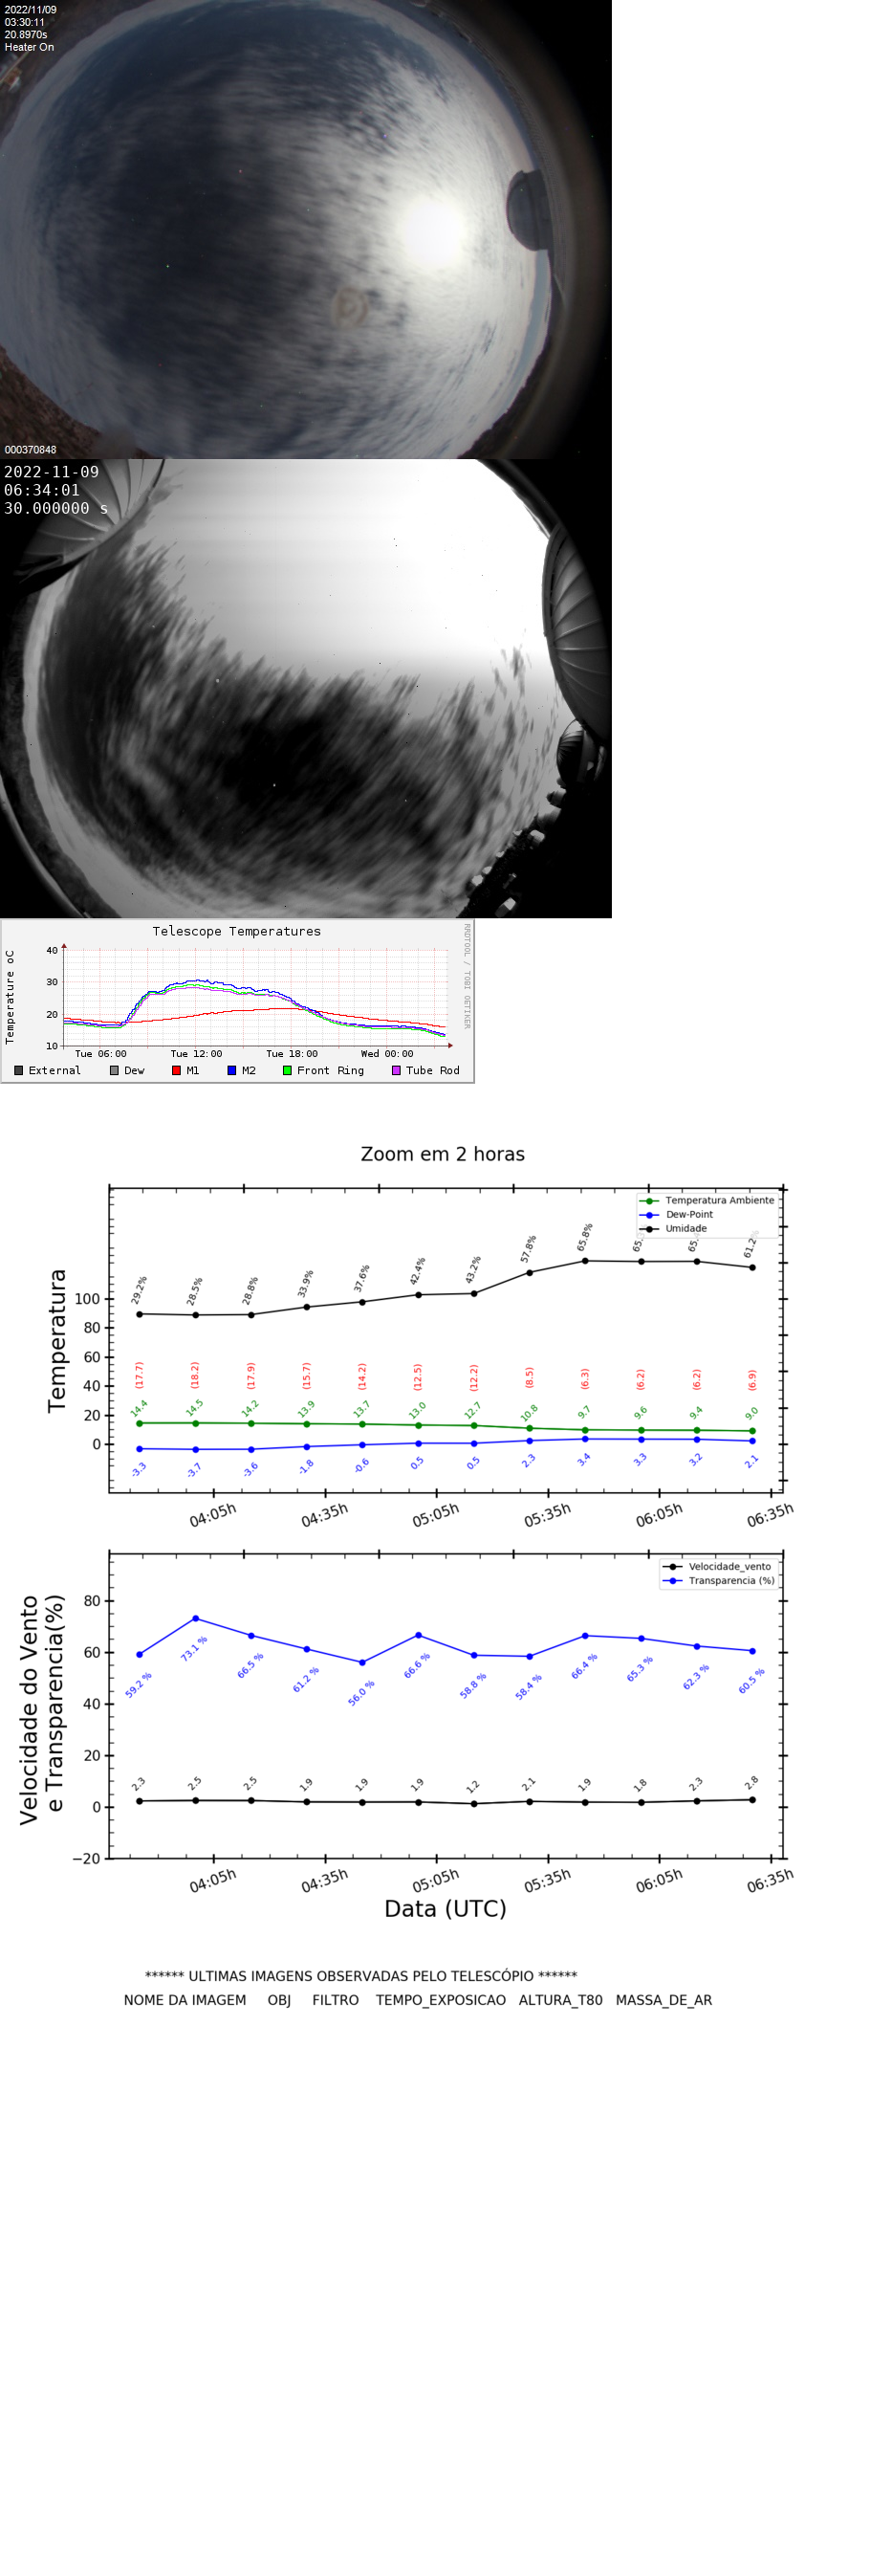 2022/11/09
03:30:11
20.8970s
Heater On
000370848
2022-11-09
06:34:01
30.000000 s
Telescope Temperatures
RRDTOOL / TOBI OETIKER
Temperature oC
40
30
20
10
Tue 06:00 Tue 12:00 Tue 18:00 Wed 00:00
External Dew M1 M2 Front Ring Tube Rod
Zoom em 2 horas
Temperatura Ambiente
Dew-Point
Umidade
Temperatura
100
80
60
40
20
0
29.2% 28.5% 28.8% 33.9% 37.6% 42.4% 43.2% 57.8% 65.8% 61.2%
(17.7) (18.2) (17.9) (15.7) (14.2) (12.5) (12.2) (8.5) (6.3) (6.2) (6.2) (6.9)
14.4 14.5 14.2 13.9 13.7 13.0 12.7 10.8 9.7 9.6 9.4 9.0
-3.3 -3.7 -3.6 -1.8 -0.6 0.5 0.5 2.3 3.4 3.3 3.2 2.1
04:05h 04:35h 05:05h 05:35h 06:05h 06:35h
Velocidade_vento
Transparencia (%)
Velocidade do Vento
e Transparencia(%)
80
60
40
20
0
−20
59.2 % 73.1 % 66.5 % 61.2 % 56.0 % 66.6 % 58.8 % 58.4 % 66.4 % 65.3 % 62.3 % 60.5 %
2.3 2.5 2.5 1.9 1.9 1.9 1.2 2.1 1.9 1.8 2.3 2.8
04:05h 04:35h 05:05h 05:35h 06:05h 06:35h
Data (UTC)
****** ULTIMAS IMAGENS OBSERVADAS PELO TELESCÓPIO ******
NOME DA IMAGEM OBJ FILTRO TEMPO_EXPOSICAO ALTURA_T80 MASSA_DE_AR